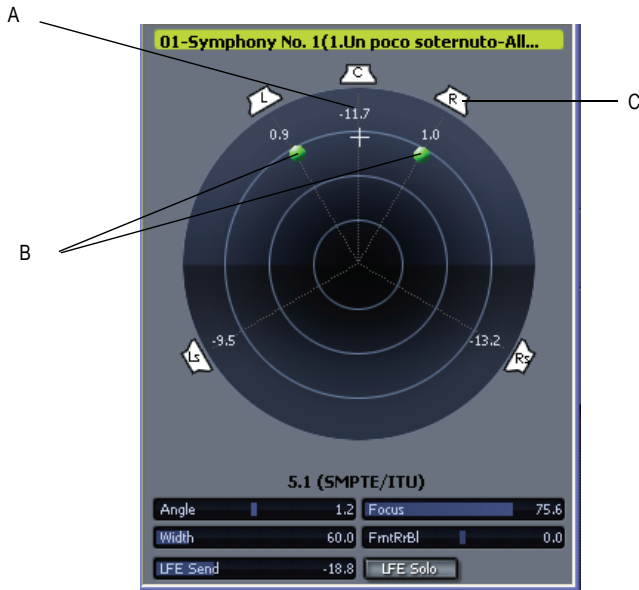 A
01-Symphony No. 1(1.Un poco soternuto-All...
C
L
R
C
-11.7
0.9
1.0
B
-9.5
-13.2
Ls
Rs
5.1 (SMPTE/ITU)
Angle 1.2 Focus 75.6
Width 60.0 FrntRrBl 0.0
LFE Send -18.8 LFE Solo